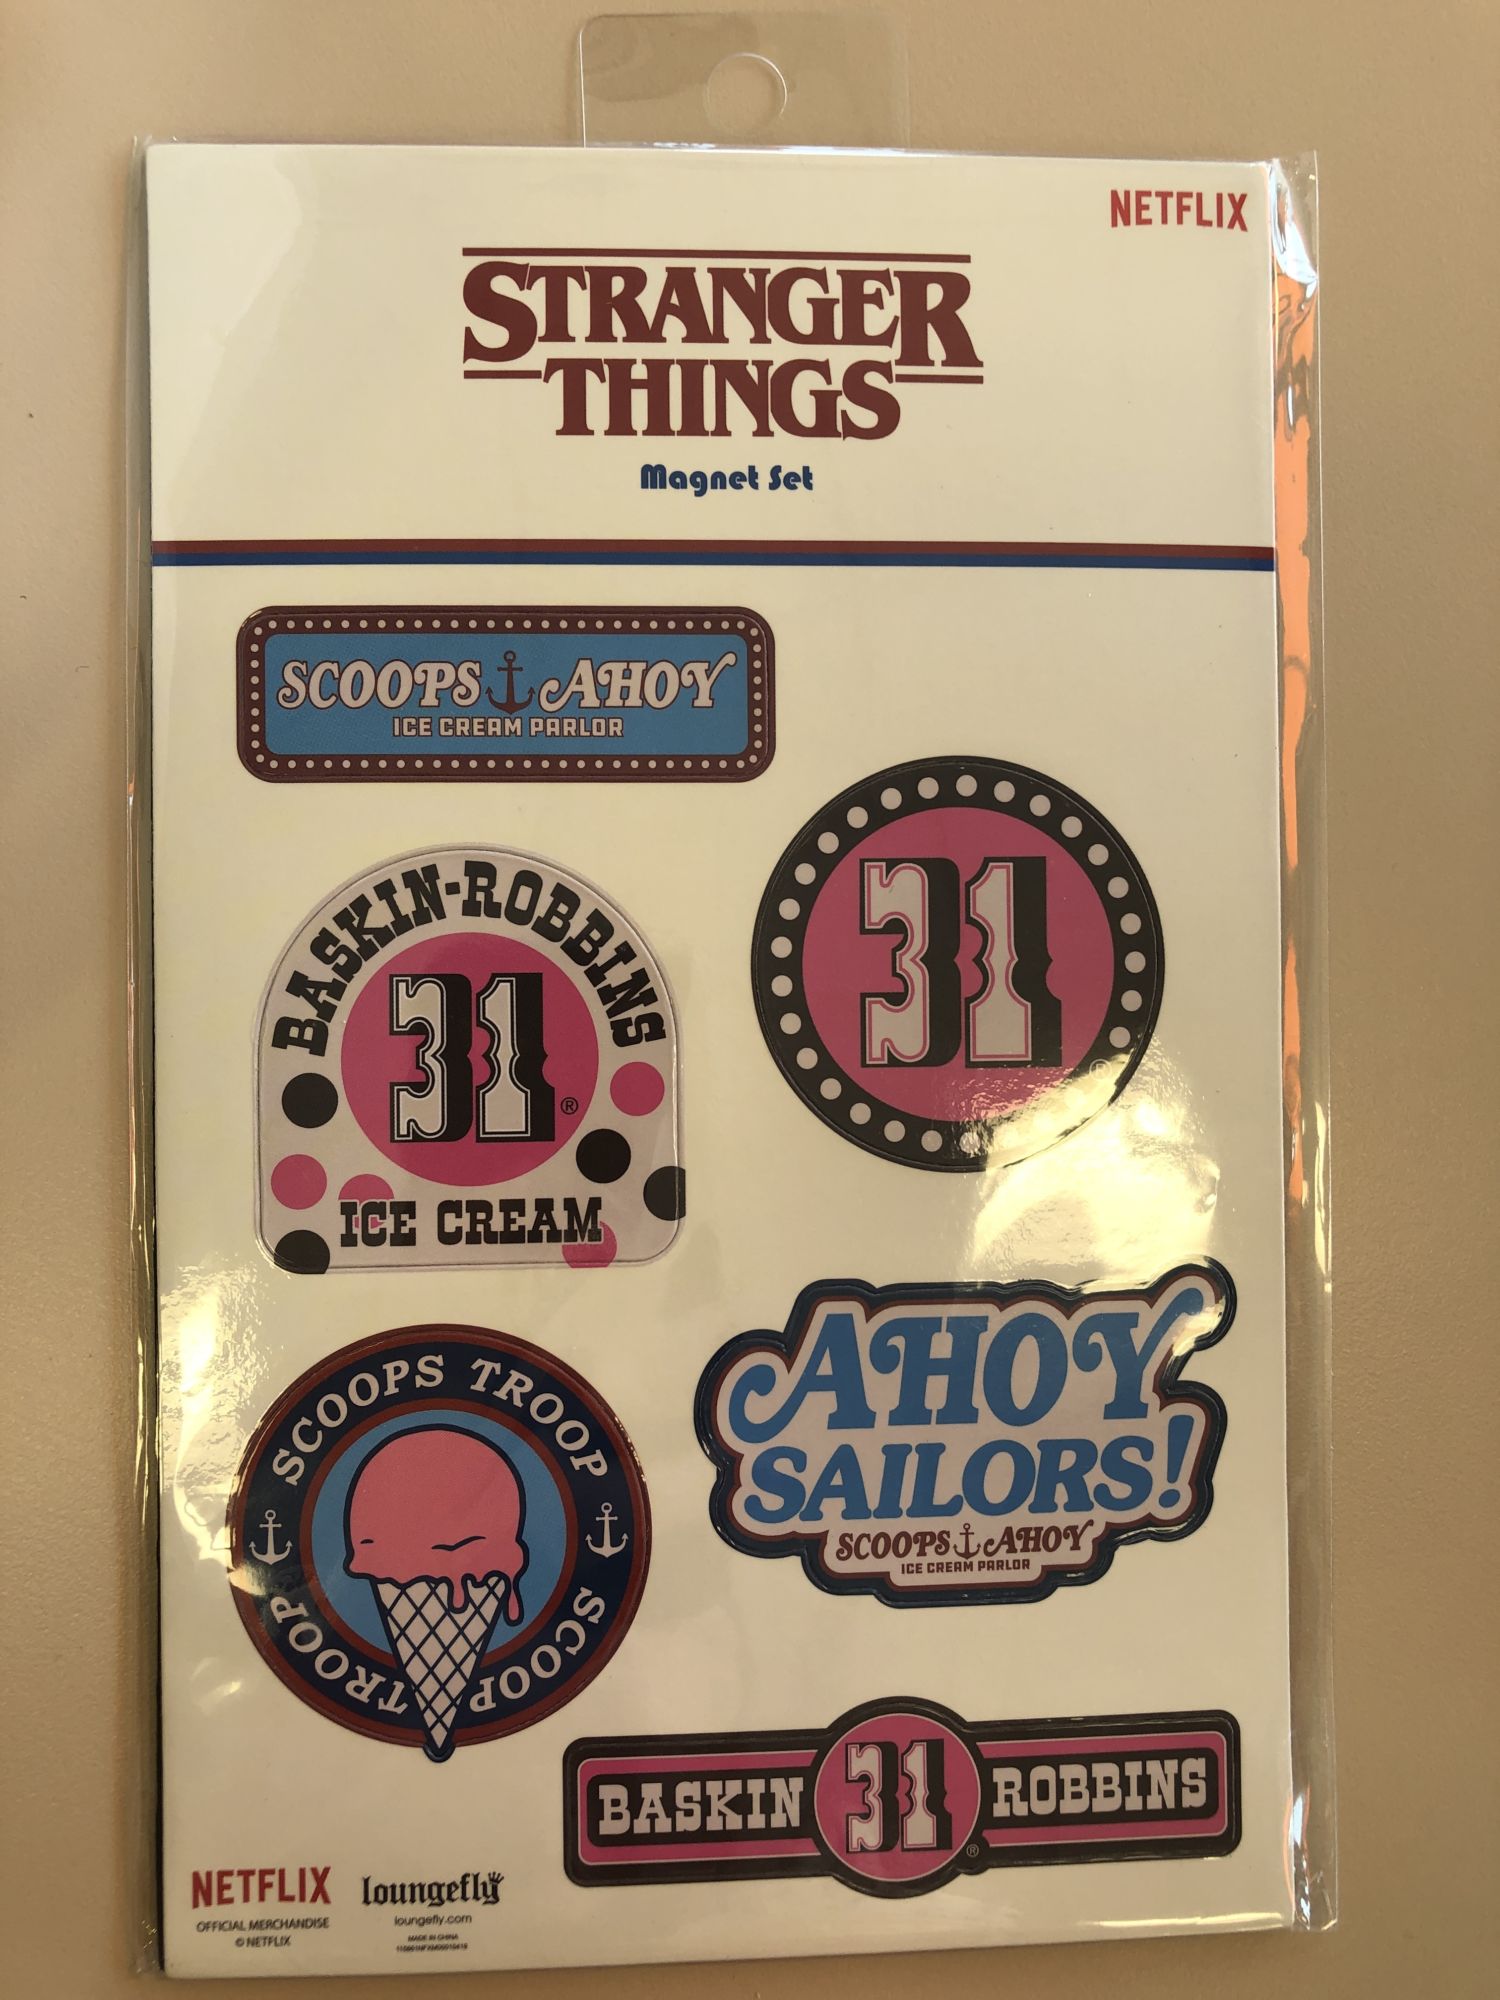 NETFLIX
STRANGER
THINGS
Magnet Set
SCOOPS AHOY
ICE CREAM PARLOR
31
®
BASKIN-ROBBINS
31
®
ICE CREAM
AHOY
SAILORS!
SCOOPS AHOY
ICE CREAM PARLOR
SCOOPS TROOP
SCOOP TROOP
BASKIN 31 ROBBINS
®
NETFLIX
OFFICIAL MERCHANDISE
© NETFLIX
loungefly
loungefly.com
MADE IN CHINA